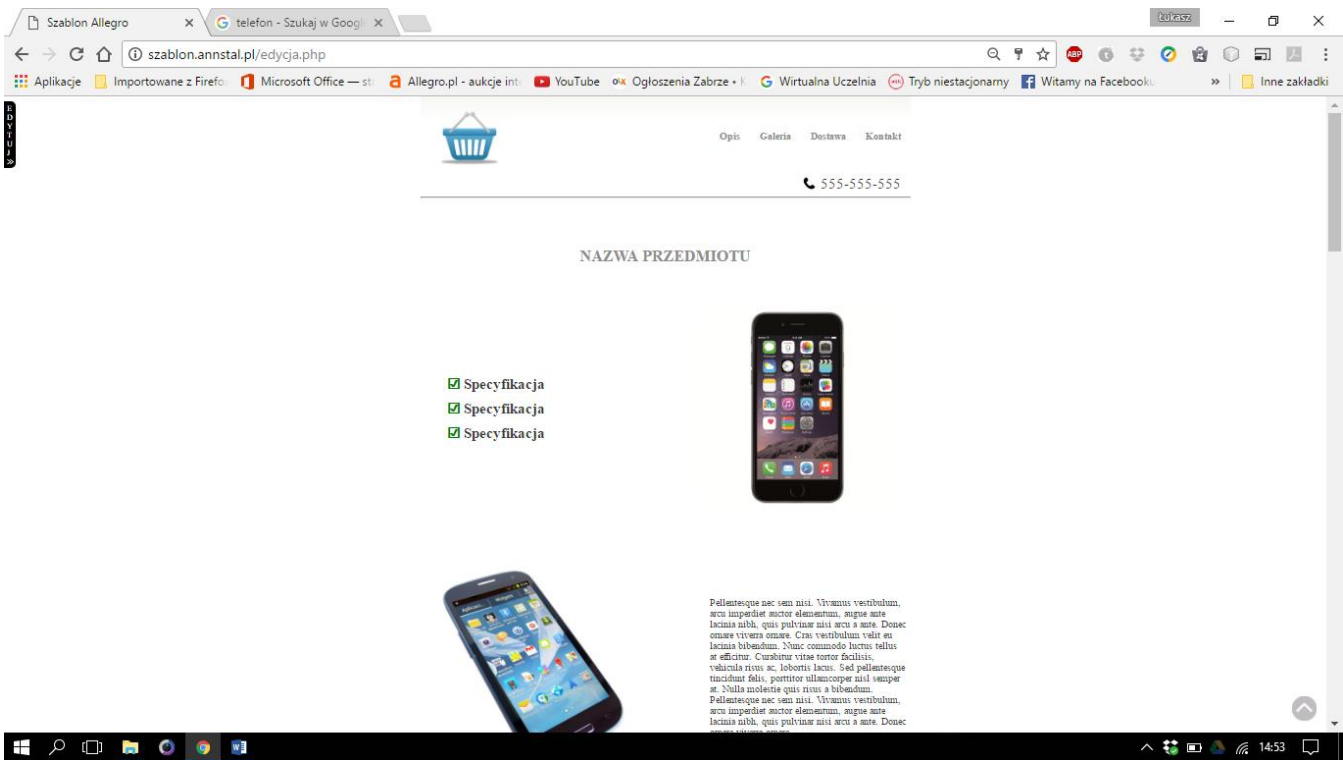 Szablon Allegro
telefon - Szukaj w Googl
Łukasz
szablon.annstal.pl/edycja.php
ABP
Aplikacje
Importowane z Firefo
Microsoft Office — st
Allegro.pl - aukcje int
YouTube
Ogłoszenia Zabrze • K
Wirtualna Uczelnia
Tryb niestacjonarny
Witamy na Facebooku
»
Inne zakładki
EDYTUJ »
Opis Galeria Dostawa Kontakt
555-555-555
NAZWA PRZEDMIOTU
Specyfikacja
Specyfikacja
Specyfikacja
Pellentesque nec sem nisi. Vivamus vestibulum,
arcu imperdiet auctor elementum, augue ante
lacinia nibh, quis pulvinar nisi arcu a ante. Donec
ornare viverra ornare. Cras vestibulum velit eu
lacinia bibendum. Nunc commodo luctus tellus
at efficitur. Curabitur vitae tortor facilisis,
vehicula risus ac, lobortis lacus. Sed pellentesque
tincidunt felis, porttitor ullamcorper nisl semper
at. Nulla molestie quis risus a bibendum.
Pellentesque nec sem nisi. Vivamus vestibulum,
arcu imperdiet auctor elementum, augue ante
lacinia nibh, quis pulvinar nisi arcu a ante. Donec
14:53